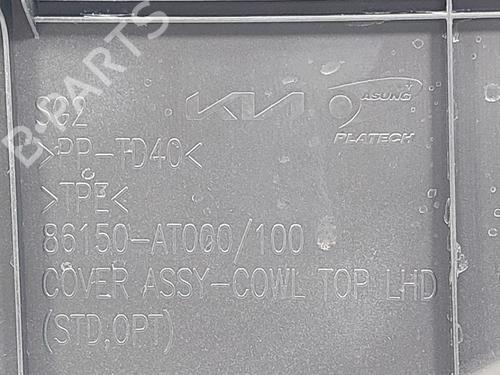 B-PARTS
SG2 KIA ASUNG
PLATECH
>PP-TD40<
>TPE<
86150-AT000/100
COVER ASSY-COWL TOP LHD
(STD,OPT)